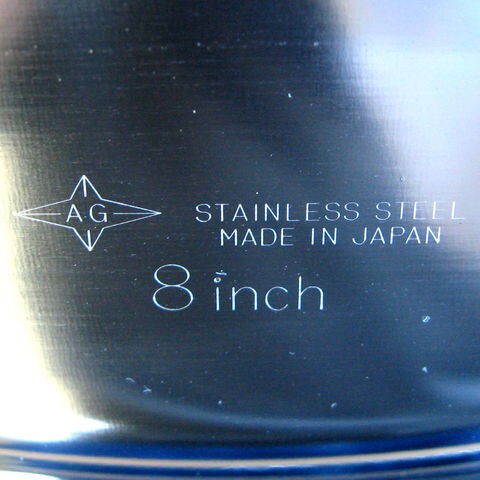 AG
STAINLESS STEEL
MADE IN JAPAN
8 inch